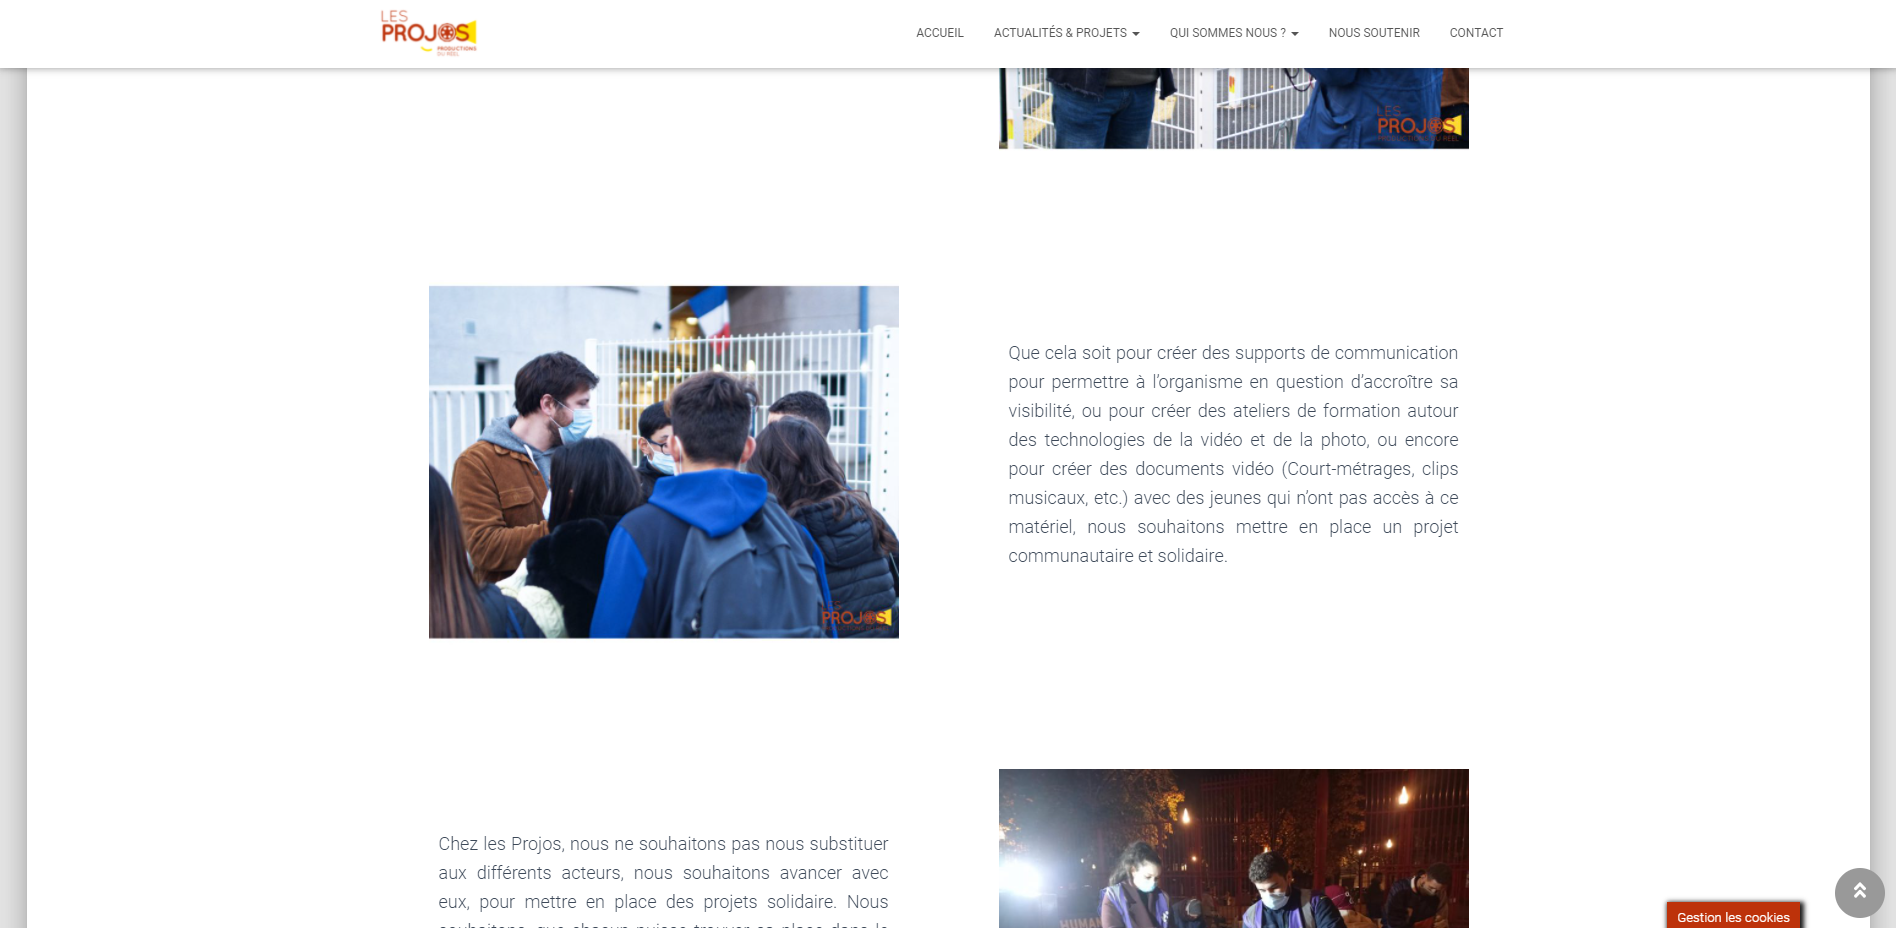 LES
PROJOS
PRODUCTIONS
DU RÉEL
ACCUEIL
ACTUALITÉS & PROJETS
QUI SOMMES NOUS ?
NOUS SOUTENIR
CONTACT
LES
PROJOS
Que cela soit pour créer des supports de communication
pour permettre à l’organisme en question d’accroître sa
visibilité, ou pour créer des ateliers de formation autour
des technologies de la vidéo et de la photo, ou encore
pour créer des documents vidéo (Court-métrages, clips
musicaux, etc.) avec des jeunes qui n’ont pas accès à ce
matériel, nous souhaitons mettre en place un projet
communautaire et solidaire.
LES
PROJOS
Chez les Projos, nous ne souhaitons pas nous substituer
aux différents acteurs, nous souhaitons avancer avec
eux, pour mettre en place des projets solidaire. Nous
Gestion les cookies